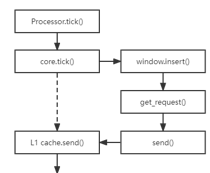 Processor.tick()
core.tick()
window.insert()
get_request()
L1 cache.send()
send()